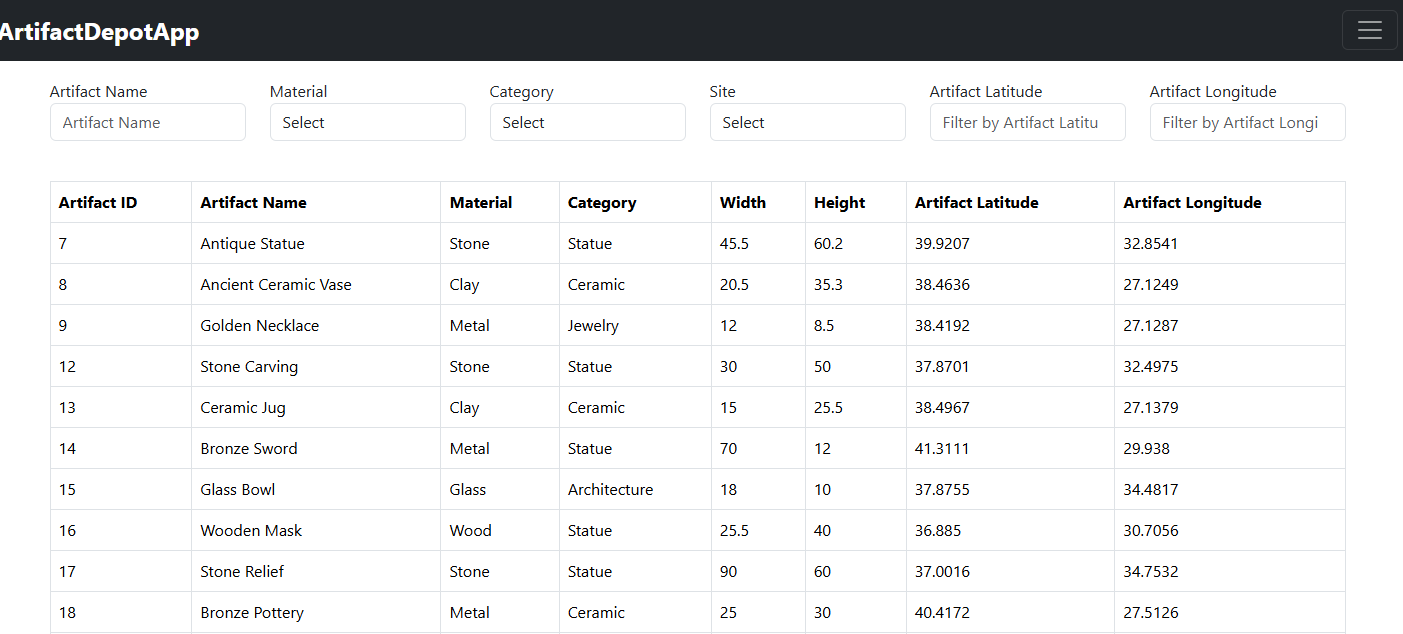 ArtifactDepotApp
Artifact Name Material Category Site Artifact Latitude Artifact Longitude
Artifact Name Select Select Select Filter by Artifact Latitu Filter by Artifact Longi
Artifact ID Artifact Name Material Category Width Height Artifact Latitude Artifact Longitude
7 Antique Statue Stone Statue 45.5 60.2 39.9207 32.8541
8 Ancient Ceramic Vase Clay Ceramic 20.5 35.3 38.4636 27.1249
9 Golden Necklace Metal Jewelry 12 8.5 38.4192 27.1287
12 Stone Carving Stone Statue 30 50 37.8701 32.4975
13 Ceramic Jug Clay Ceramic 15 25.5 38.4967 27.1379
14 Bronze Sword Metal Statue 70 12 41.3111 29.938
15 Glass Bowl Glass Architecture 18 10 37.8755 34.4817
16 Wooden Mask Wood Statue 25.5 40 36.885 30.7056
17 Stone Relief Stone Statue 90 60 37.0016 34.7532
18 Bronze Pottery Metal Ceramic 25 30 40.4172 27.5126